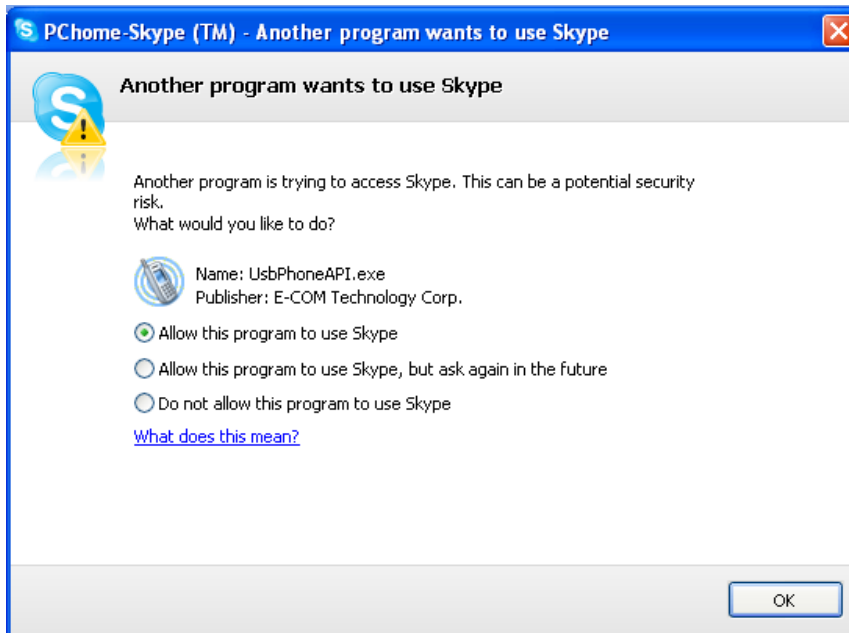 PChome-Skype (TM) - Another program wants to use Skype
Another program wants to use Skype
Another program is trying to access Skype. This can be a potential security
risk.
What would you like to do?
Name: UsbPhoneAPI.exe
Publisher: E-COM Technology Corp.
Allow this program to use Skype
Allow this program to use Skype, but ask again in the future
Do not allow this program to use Skype
What does this mean?
OK